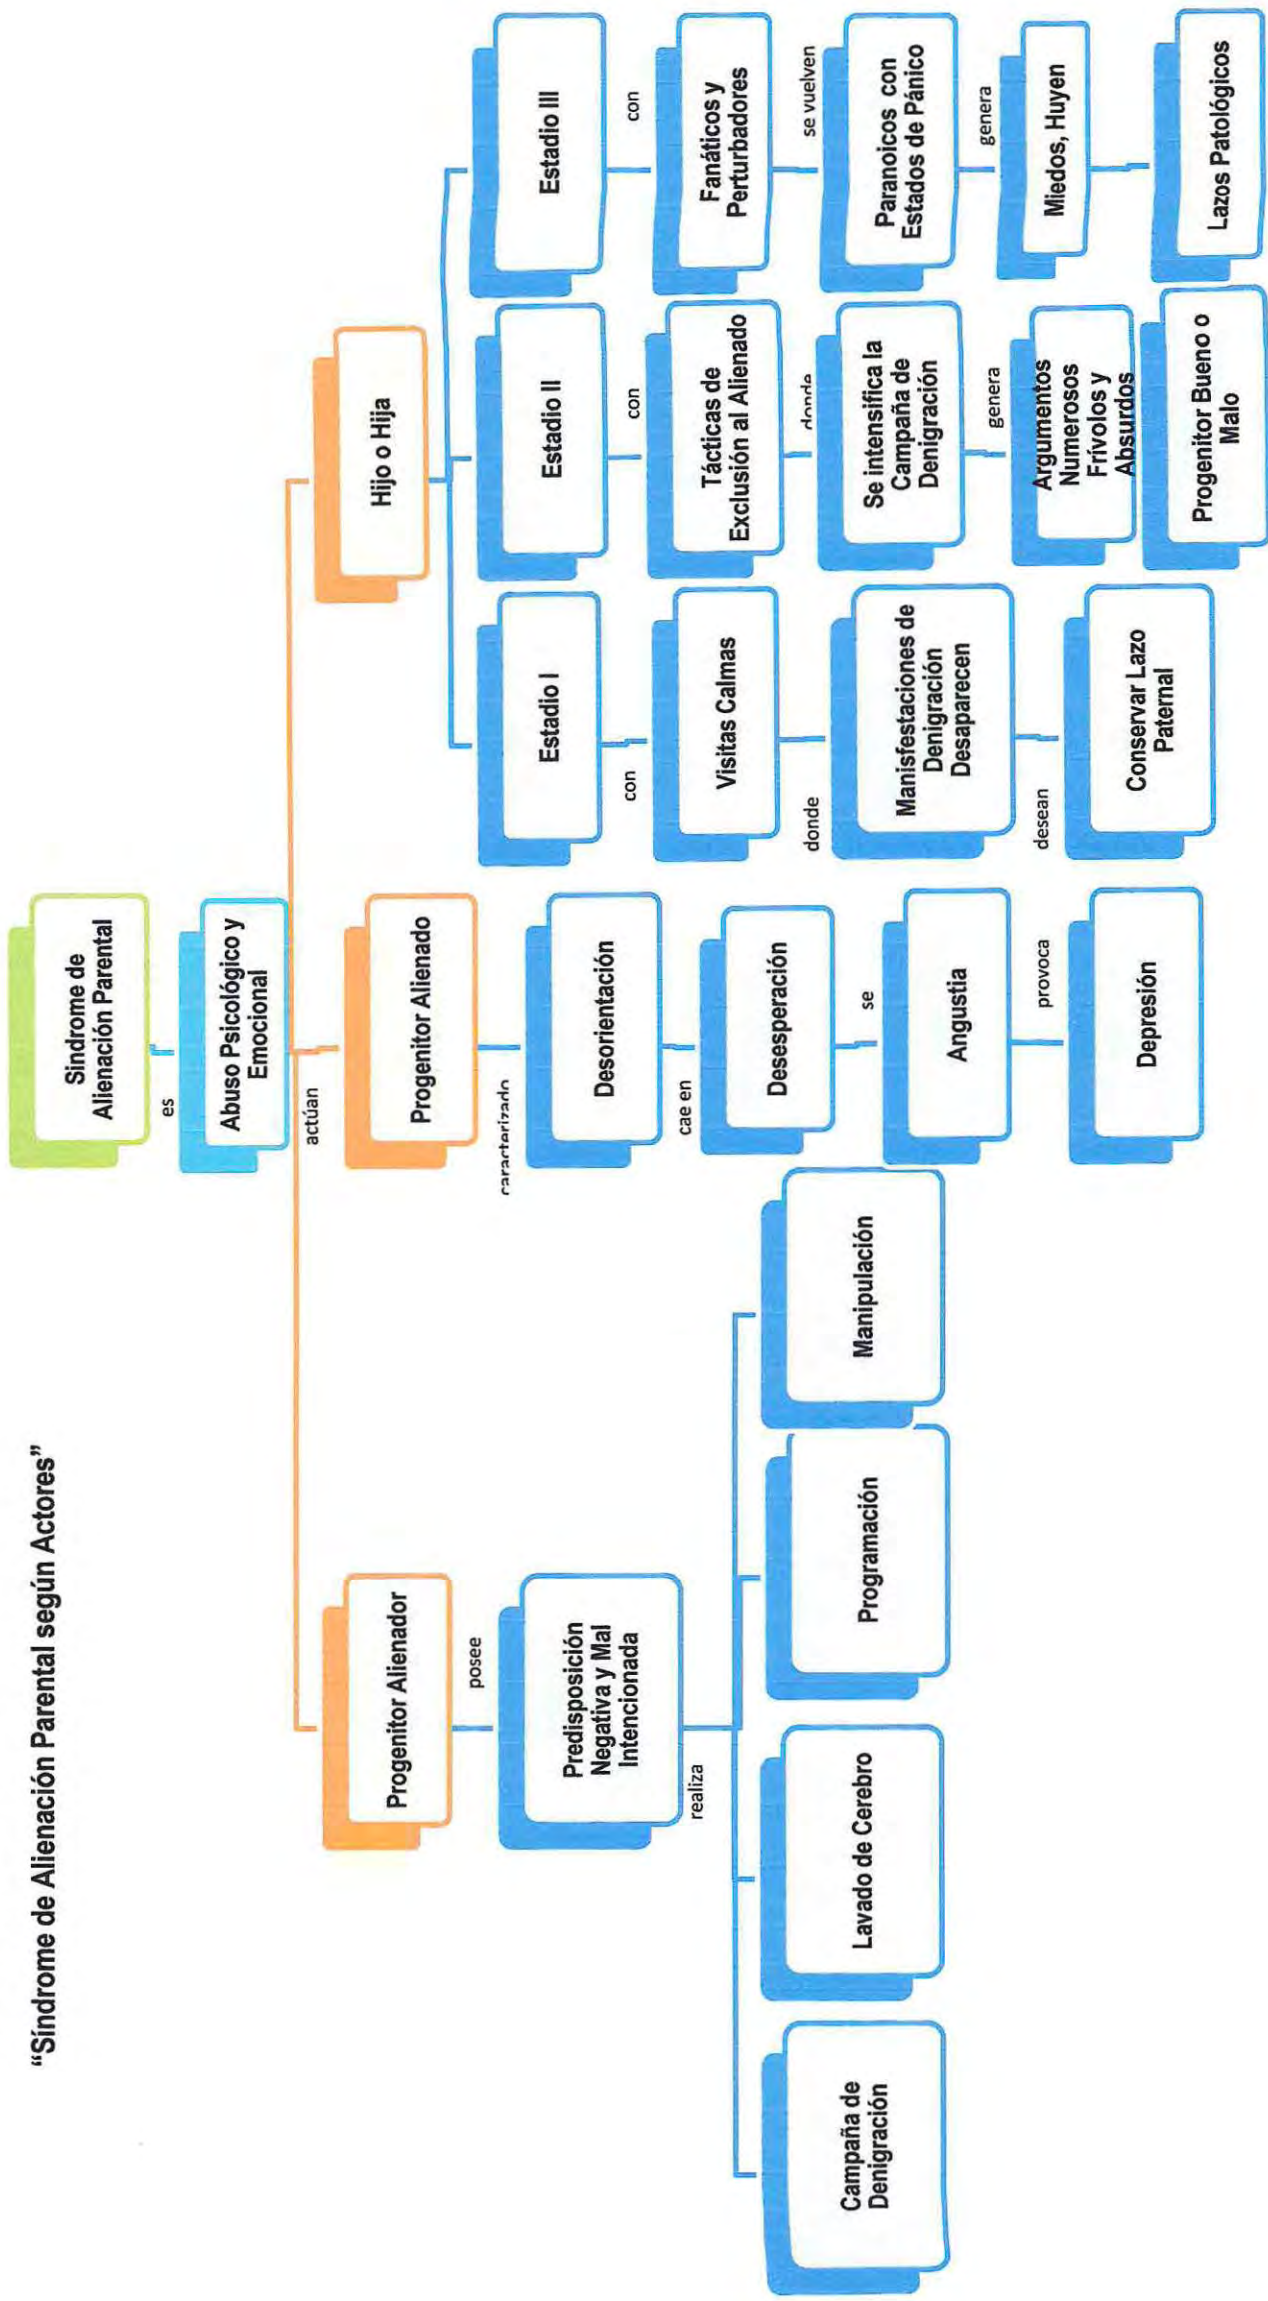 “Síndrome de Alienación Parental según Actores”
Sindrome de
Alienación Parental
es
Abuso Psicológico y
Emocional
actúan
Progenitor Alienador
posee
Predisposición
Negativa y Mal
Intencionada
realiza
Campaña de
Denigración
Lavado de Cerebro
Programación
Manipulación
Progenitor Alienado
caracterizado
Desorientación
cae en
Desesperación
se
Angustia
provoca
Depresión
Hijo o Hija
Estadio I
con
Visitas Calmas
donde
Manisfestaciones de
Denigración
Desaparecen
desean
Conservar Lazo
Paternal
Estadio II
con
Tácticas de
Exclusión al Alienado
donde
Se intensifica la
Campaña de
Denigración
genera
Argumentos
Numerosos
Frívolos y
Absurdos
Progenitor Bueno o
Malo
Estadio III
con
Fanáticos y
Perturbadores
se vuelven
Paranoicos con
Estados de Pánico
genera
Miedos, Huyen
Lazos Patológicos